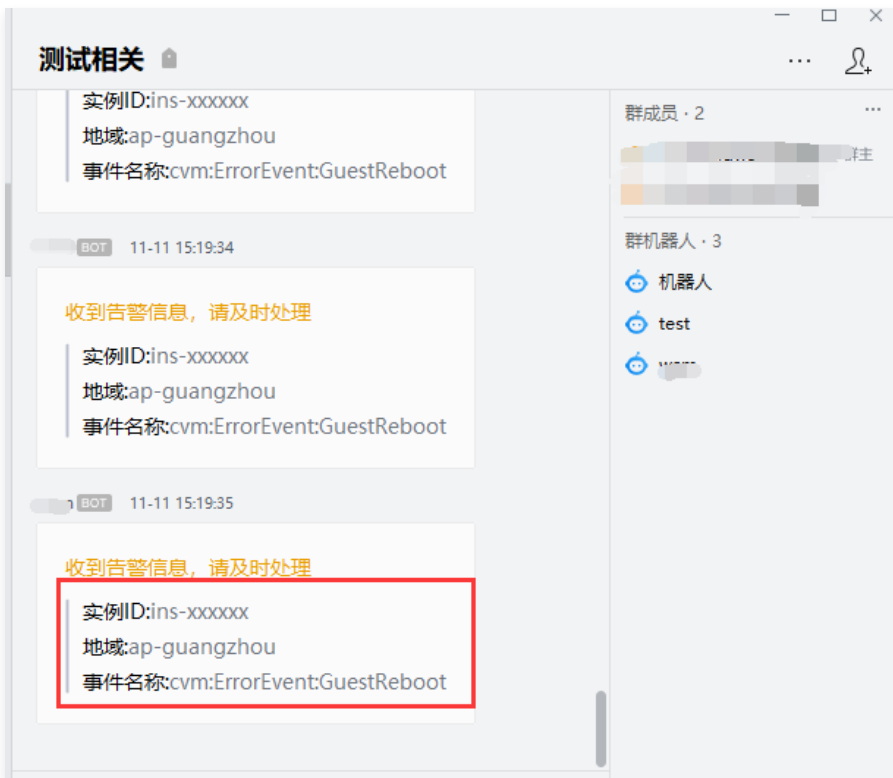 测试相关
实例ID:ins-xxxxxx
地域:ap-guangzhou
事件名称:cvm:ErrorEvent:GuestReboot
BOT 11-11 15:19:34
收到告警信息，请及时处理
实例ID:ins-xxxxxx
地域:ap-guangzhou
事件名称:cvm:ErrorEvent:GuestReboot
BOT 11-11 15:19:35
收到告警信息，请及时处理
实例ID:ins-xxxxxx
地域:ap-guangzhou
事件名称:cvm:ErrorEvent:GuestReboot
群成员 · 2
群主
群机器人 · 3
机器人
test